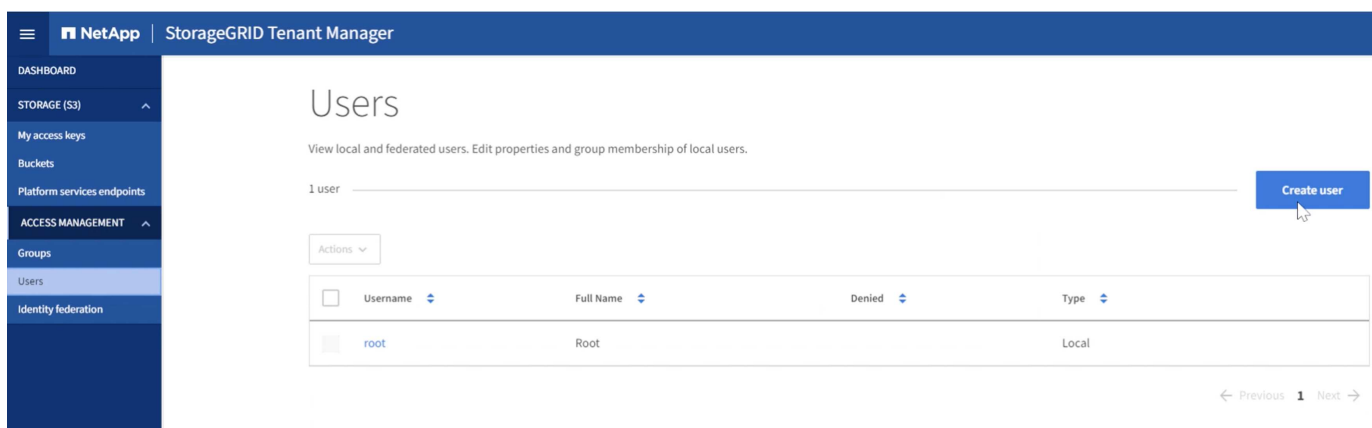 NetApp | StorageGRID Tenant Manager
DASHBOARD
STORAGE (S3)
My access keys
Buckets
Platform services endpoints
ACCESS MANAGEMENT
Groups
Users
Identity federation
Users
View local and federated users. Edit properties and group membership of local users.
1 user
Create user
Actions
Username Full Name Denied Type
root Root Local
← Previous 1 Next →